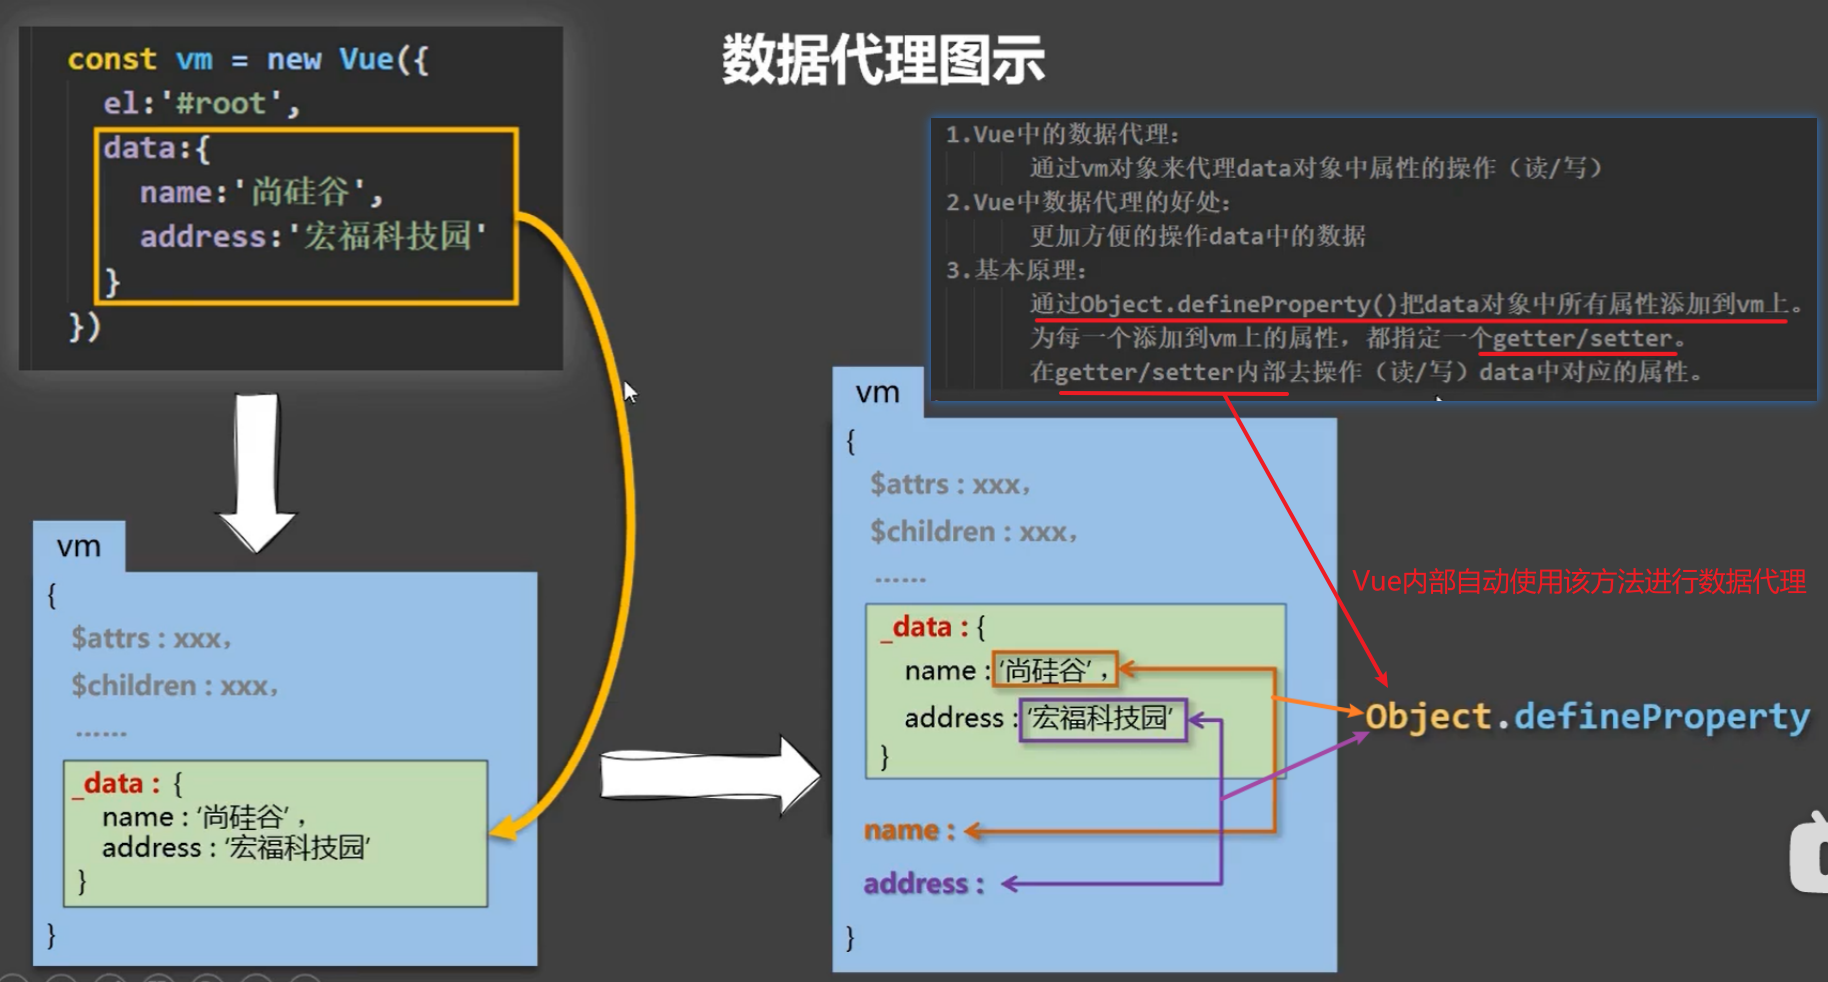 const vm = new Vue({
el:'#root',
data:{
name:'尚硅谷',
address:'宏福科技园'
}
})
数据代理图示
1.Vue中的数据代理：
通过vm对象来代理data对象中属性的操作（读/写）
2.Vue中数据代理的好处：
更加方便的操作data中的数据
3.基本原理：
通过Object.defineProperty()把data对象中所有属性添加到vm上。
为每一个添加到vm上的属性，都指定一个getter/setter。
在getter/setter内部去操作（读/写）data中对应的属性。
vm
{
$attrs : xxx，
$children : xxx，
······
_data : {
name : ‘尚硅谷’，
address : ‘宏福科技园’
}
}
vm
{
$attrs : xxx，
$children : xxx，
······
_data : {
name : ‘尚硅谷’，
address : ‘宏福科技园’
}
name :
address :
}
Vue内部自动使用该方法进行数据代理
Object.defineProperty